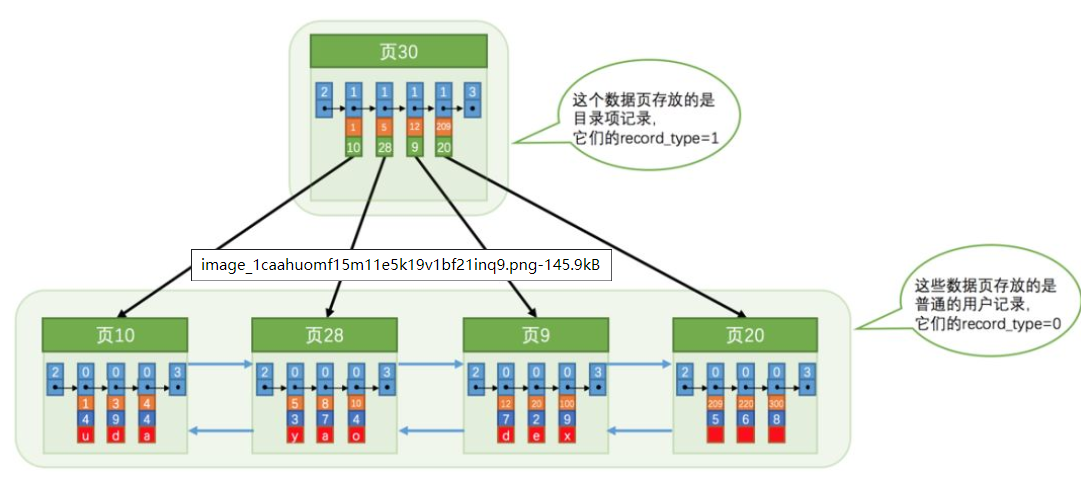 页30
2 1 1 1 1 3
1 5 12 209
10 28 9 20
这个数据页存放的是
目录项记录,
它们的record_type=1
image_1caahuomf15m11e5k19v1bf21inq9.png-145.9kB
这些数据页存放的是
普通的用户记录,
它们的record_type=0
页10
2 0 0 0 3
1 3 4
4 9 4
u d a
页28
2 0 0 0 3
5 8 10
3 7 4
y a o
页9
2 0 0 0 3
12 20 100
7 2 9
d e x
页20
2 0 0 0 3
209 220 300
5 6 8